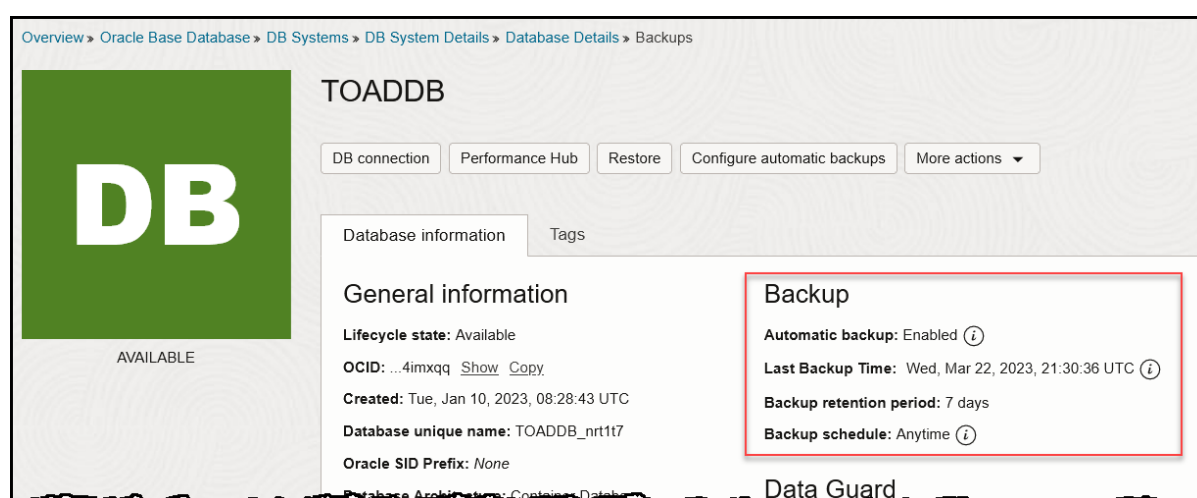 Overview » Oracle Base Database » DB Systems » DB System Details » Database Details » Backups
DB
AVAILABLE
TOADDB
DB connection Performance Hub Restore Configure automatic backups More actions
Database information Tags
General information
Lifecycle state: Available
OCID: ...4imxqq Show Copy
Created: Tue, Jan 10, 2023, 08:28:43 UTC
Database unique name: TOADDB_nrt1t7
Oracle SID Prefix: None
Backup
Automatic backup: Enabled i
Last Backup Time: Wed, Mar 22, 2023, 21:30:36 UTC i
Backup retention period: 7 days
Backup schedule: Anytime i
Data Guard